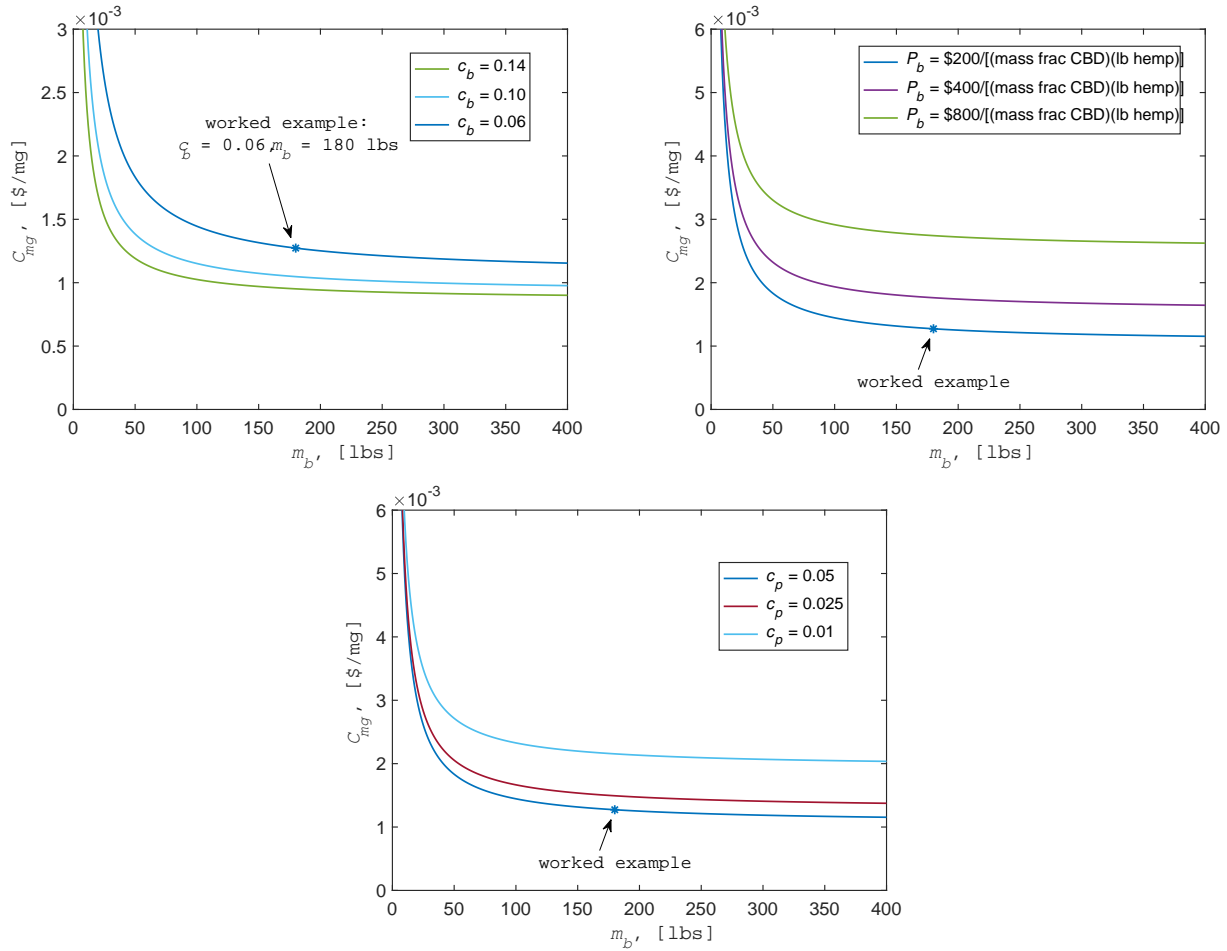 ×10⁻³
3
2.5
2
1.5
1
0.5
0
C_mg, [$/mg]
c_b = 0.14
c_b = 0.10
c_b = 0.06
worked example:
c_b = 0.06, m_b = 180 lbs
0 50 100 150 200 250 300 350 400
m_b, [lbs]
×10⁻³
6
5
4
3
2
1
0
C_mg, [$/mg]
P_b = $200/[(mass frac CBD)(lb hemp)]
P_b = $400/[(mass frac CBD)(lb hemp)]
P_b = $800/[(mass frac CBD)(lb hemp)]
worked example
0 50 100 150 200 250 300 350 400
m_b, [lbs]
×10⁻³
6
5
4
3
2
1
0
C_mg, [$/mg]
c_p = 0.05
c_p = 0.025
c_p = 0.01
worked example
0 50 100 150 200 250 300 350 400
m_b, [lbs]